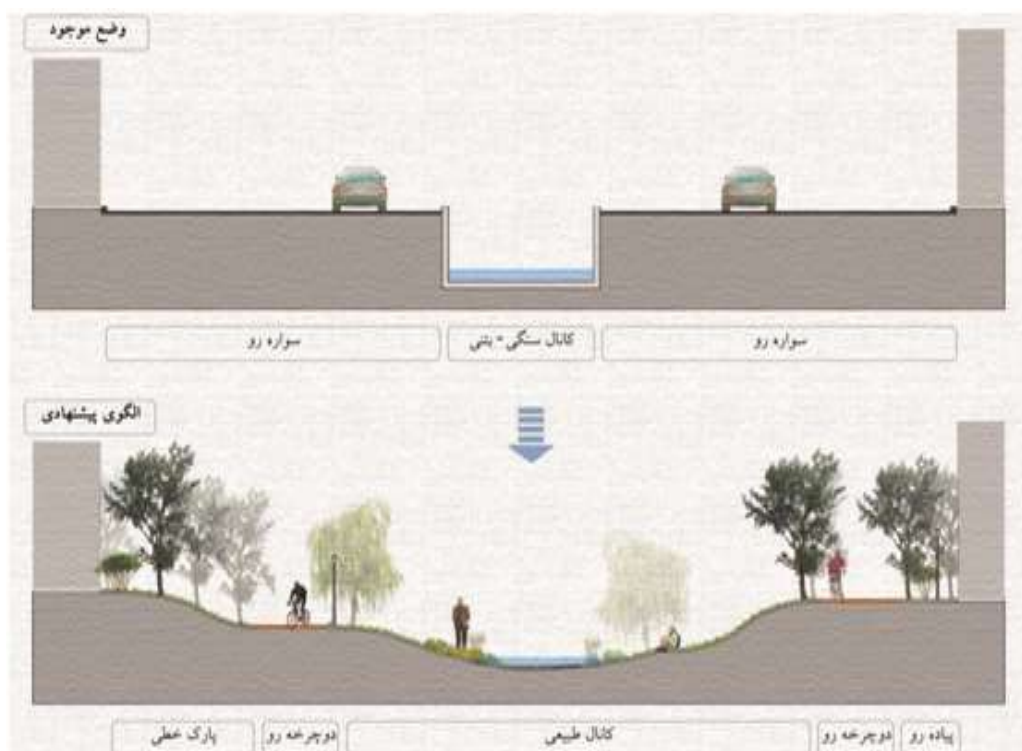 وضع موجود
سواره رو
کانال سنگی - بتنی
سواره رو
الگوی پیشنهادی
پیاده رو
دوچرخه رو
کانال طبیعی
دوچرخه رو
پارک خطی